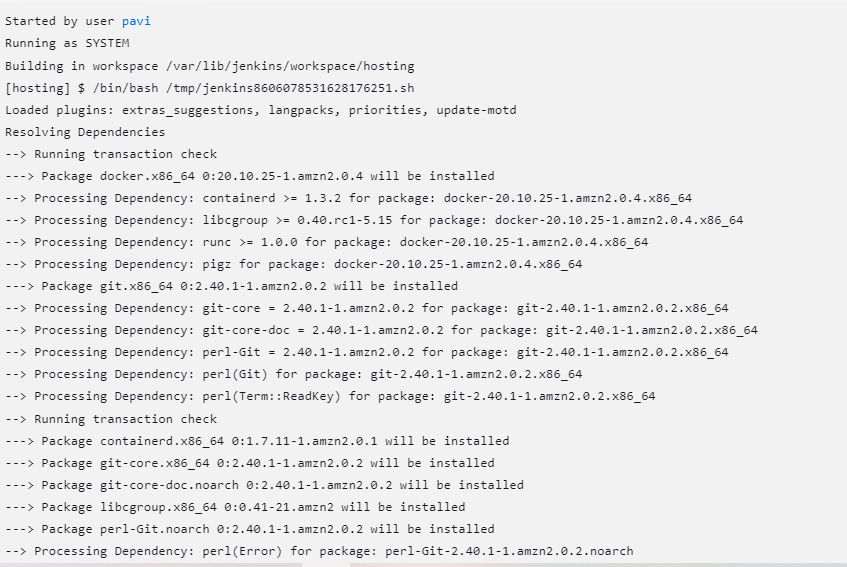 Started by user pavi
Running as SYSTEM
Building in workspace /var/lib/jenkins/workspace/hosting
[hosting] $ /bin/bash /tmp/jenkins8606078531628176251.sh
Loaded plugins: extras_suggestions, langpacks, priorities, update-motd
Resolving Dependencies
--> Running transaction check
---> Package docker.x86_64 0:20.10.25-1.amzn2.0.4 will be installed
--> Processing Dependency: containerd >= 1.3.2 for package: docker-20.10.25-1.amzn2.0.4.x86_64
--> Processing Dependency: libcgroup >= 0.40.rc1-5.15 for package: docker-20.10.25-1.amzn2.0.4.x86_64
--> Processing Dependency: runc >= 1.0.0 for package: docker-20.10.25-1.amzn2.0.4.x86_64
--> Processing Dependency: pigz for package: docker-20.10.25-1.amzn2.0.4.x86_64
---> Package git.x86_64 0:2.40.1-1.amzn2.0.2 will be installed
--> Processing Dependency: git-core = 2.40.1-1.amzn2.0.2 for package: git-2.40.1-1.amzn2.0.2.x86_64
--> Processing Dependency: git-core-doc = 2.40.1-1.amzn2.0.2 for package: git-2.40.1-1.amzn2.0.2.x86_64
--> Processing Dependency: perl-Git = 2.40.1-1.amzn2.0.2 for package: git-2.40.1-1.amzn2.0.2.x86_64
--> Processing Dependency: perl(Git) for package: git-2.40.1-1.amzn2.0.2.x86_64
--> Processing Dependency: perl(Term::ReadKey) for package: git-2.40.1-1.amzn2.0.2.x86_64
--> Running transaction check
---> Package containerd.x86_64 0:1.7.11-1.amzn2.0.1 will be installed
---> Package git-core.x86_64 0:2.40.1-1.amzn2.0.2 will be installed
---> Package git-core-doc.noarch 0:2.40.1-1.amzn2.0.2 will be installed
---> Package libcgroup.x86_64 0:0.41-21.amzn2 will be installed
---> Package perl-Git.noarch 0:2.40.1-1.amzn2.0.2 will be installed
--> Processing Dependency: perl(Error) for package: perl-Git-2.40.1-1.amzn2.0.2.noarch